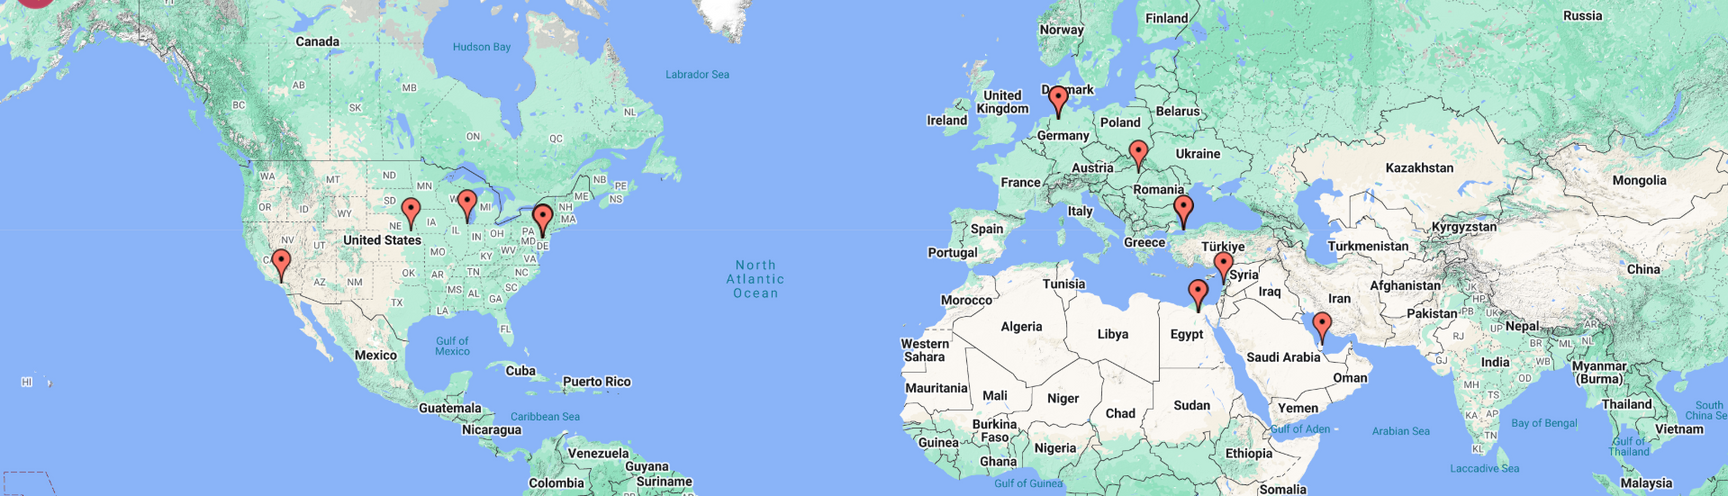 Finland
Russia
Norway
Canada
Hudson Bay
Labrador Sea
AB
MB
SK
BC
ON
QC
NL
United
Kingdom
Ireland
Belarus
Poland
Germany
Ukraine
Austria
France
Romania
Kazakhstan
Mongolia
WA
MT
ND
MN
NB
PE
NS
ME
OR
ID
WY
SD
IA
MI
NH
MA
Italy
Spain
Portugal
Greece
Türkiye
Kyrgyzstan
Turkmenistan
NV
UT
United States
NE
IL
IN
OH
PA
MD
DE
MO
KY
WV
VA
AZ
NM
OK
AR
TN
NC
SC
MS
AL
GA
TX
LA
FL
North
Atlantic
Ocean
Syria
Iraq
Iran
Afghanistan
China
Tunisia
Morocco
Algeria
Libya
Egypt
Pakistan
JK
HP
PB
UK
UP
Nepal
AR
RJ
BR
ML
NL
Western
Sahara
Saudi Arabia
Oman
GJ
India
WB
Myanmar
(Burma)
Gulf of
Mexico
Mexico
HI
Cuba
Puerto Rico
Mauritania
Mali
Niger
Chad
Sudan
Yemen
MH
TS
OD
Guatemala
Caribbean Sea
Nicaragua
Burkina
Faso
Guinea
Ghana
Nigeria
Gulf of Aden
Arabian Sea
KA
AP
TN
KL
Bay of Bengal
Thailand
South
China Se
Vietnam
Gulf of
Thailand
Venezuela
Guyana
Suriname
Colombia
Ethiopia
Somalia
Gulf of Guinea
Laccadive Sea
Malaysia